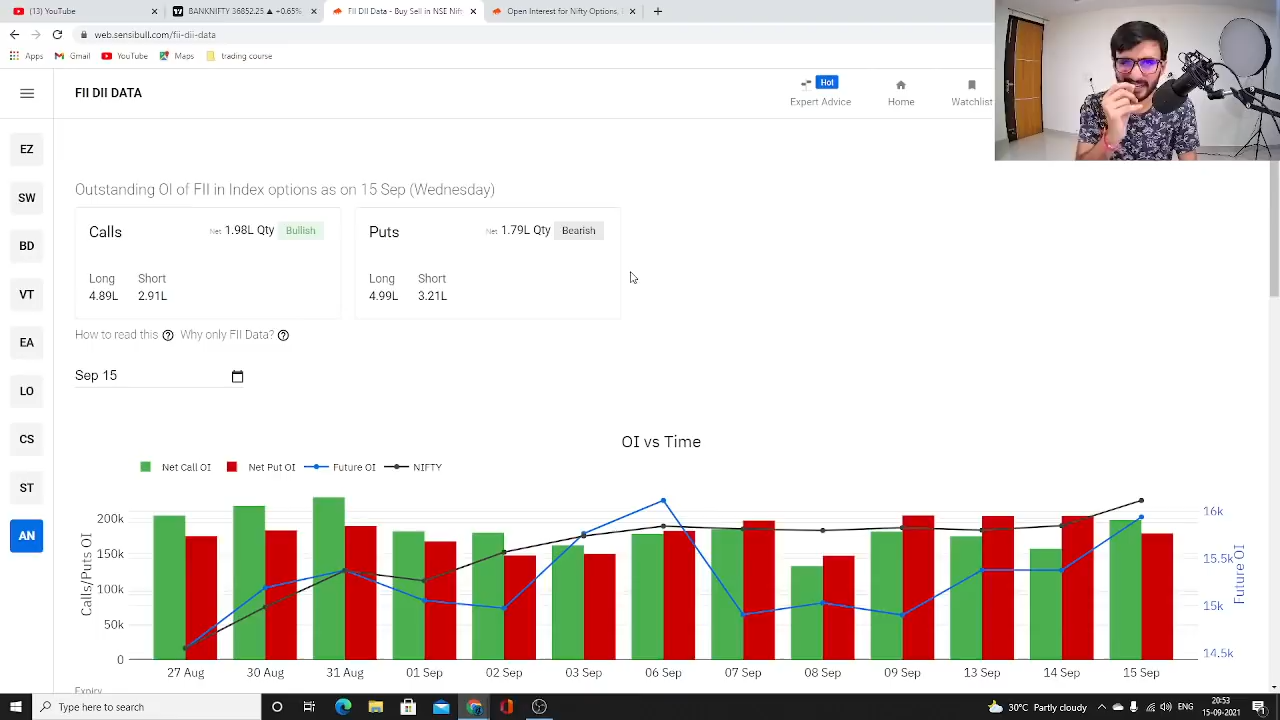 (23) YouTube
BANKNIFTY 36852.25 ▲ +0.65%
FII DII Data - Buy Sell in NSE Nift
Open Interest for Nifty Options, E
web.sensibull.com/fii-dii-data
Apps Gmail YouTube Maps trading course
FII DII DATA
Hot
Expert Advice
Home
Watchlist
EZ
SW
BD
VT
EA
LO
CS
ST
AN
Outstanding OI of FII in Index options as on 15 Sep (Wednesday)
Calls Net 1.98L Qty Bullish
Long Short
4.89L 2.91L
Puts Net 1.79L Qty Bearish
Long Short
4.99L 3.21L
How to read this ? Why only FII Data? ?
Sep 15
OI vs Time
Net Call OI Net Put OI Future OI NIFTY
200k
150k
100k
50k
0
Calls/Puts OI
16k
15.5k
15k
14.5k
Future OI
27 Aug 30 Aug 31 Aug 01 Sep 02 Sep 03 Sep 06 Sep 07 Sep 08 Sep 09 Sep 13 Sep 14 Sep 15 Sep
Expiry
Type here to search
30°C Partly cloudy
20:53
15-09-2021